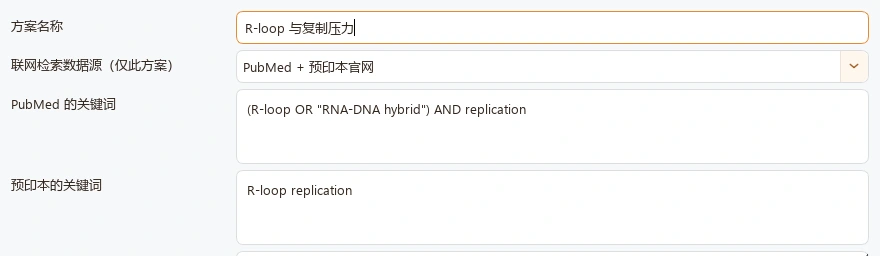 方案名称
R-loop 与复制压力
联网检索数据源（仅此方案）
PubMed + 预印本官网
PubMed 的关键词
(R-loop OR "RNA-DNA hybrid") AND replication
预印本的关键词
R-loop replication